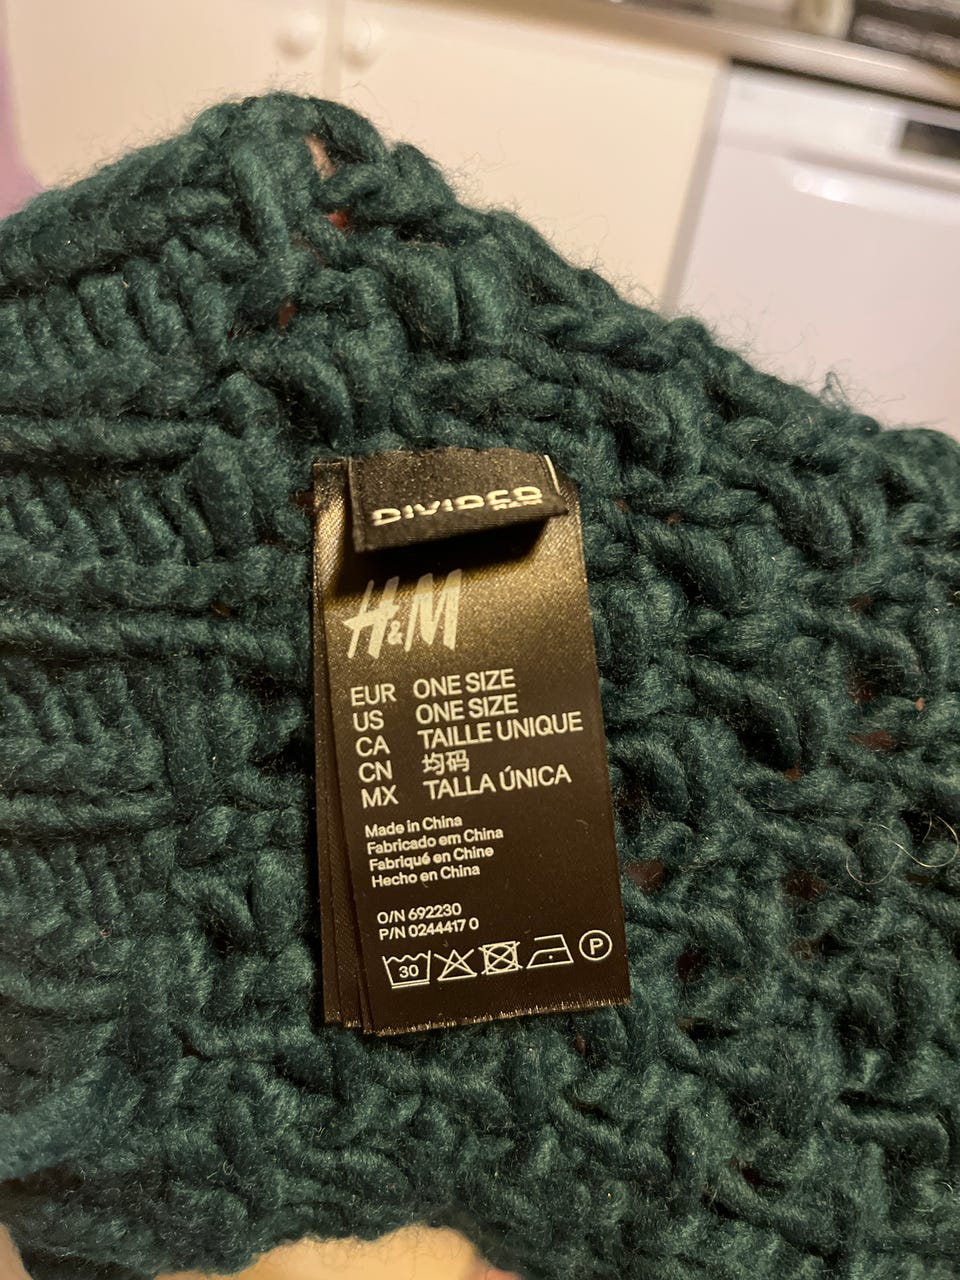 DIVIDED
H&M
EUR ONE SIZE
US ONE SIZE
CA TAILLE UNIQUE
CN 均码
MX TALLA ÚNICA
Made in China
Fabricado em China
Fabriqué en Chine
Hecho en China
O/N 692230
P/N 0244417 0
30
P